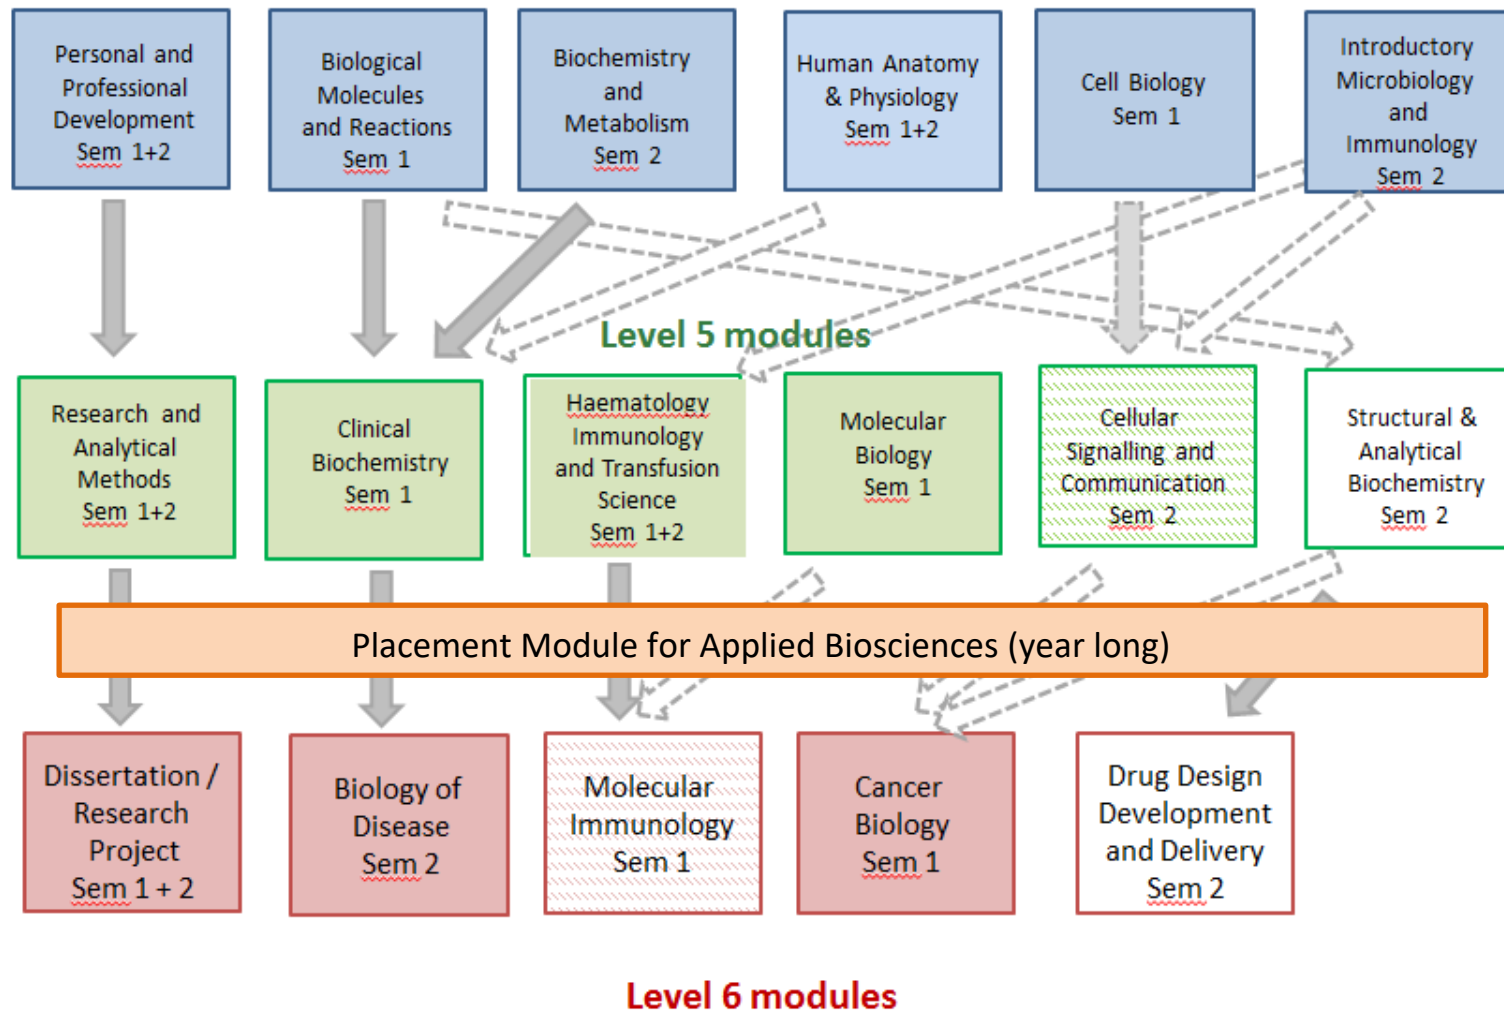 Personal and
Professional
Development
Sem 1+2
Biological
Molecules
and Reactions
Sem 1
Biochemistry
and
Metabolism
Sem 2
Human Anatomy
& Physiology
Sem 1+2
Cell Biology
Sem 1
Introductory
Microbiology
and
Immunology
Sem 2
Level 5 modules
Research and
Analytical
Methods
Sem 1+2
Clinical
Biochemistry
Sem 1
Haematology
Immunology
and Transfusion
Science
Sem 1+2
Molecular
Biology
Sem 1
Cellular
Signalling and
Communication
Sem 2
Structural &
Analytical
Biochemistry
Sem 2
Placement Module for Applied Biosciences (year long)
Dissertation /
Research
Project
Sem 1 + 2
Biology of
Disease
Sem 2
Molecular
Immunology
Sem 1
Cancer
Biology
Sem 1
Drug Design
Development
and Delivery
Sem 2
Level 6 modules